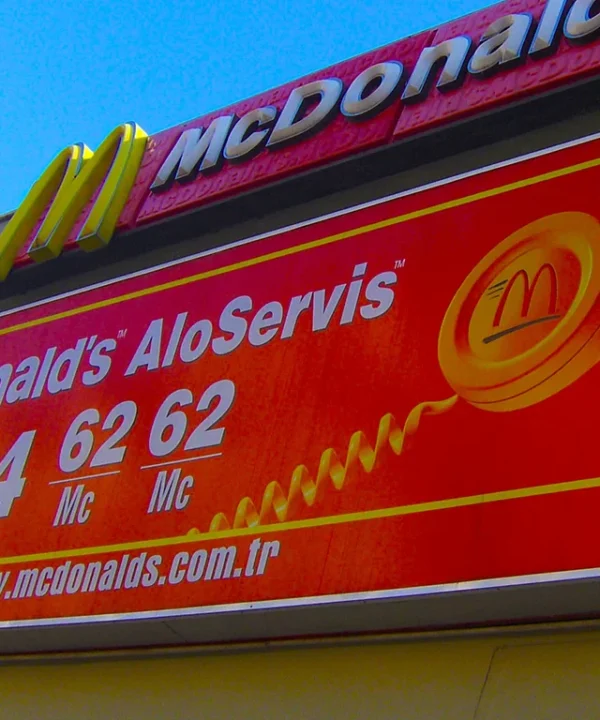 McDonal
nald's™ AloServis™
4 62 62
Mc Mc
.mcdonalds.com.tr